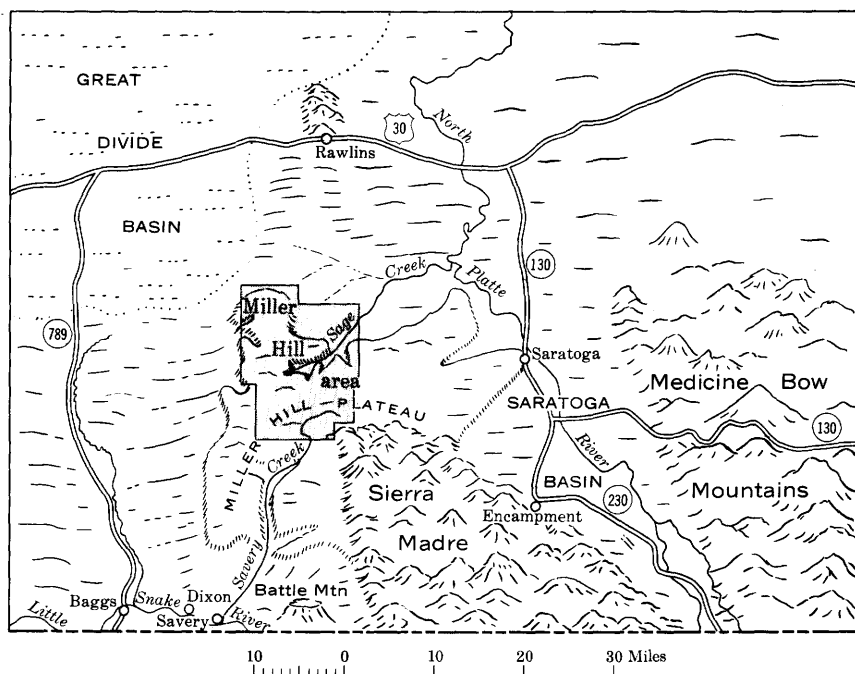 GREAT
DIVIDE
BASIN
30
North
Rawlins
Creek
Platte
130
789
Miller
Hill
area
Sage
Saratoga
Medicine Bow
Mountains
SARATOGA
BASIN
130
River
MILLER HILL PLATEAU
Creek
Savery
Sierra
Madre
230
Encampment
Battle Mtn
Baggs
Snake
Dixon
Little
Savery
River
10 0 10 20 30 Miles